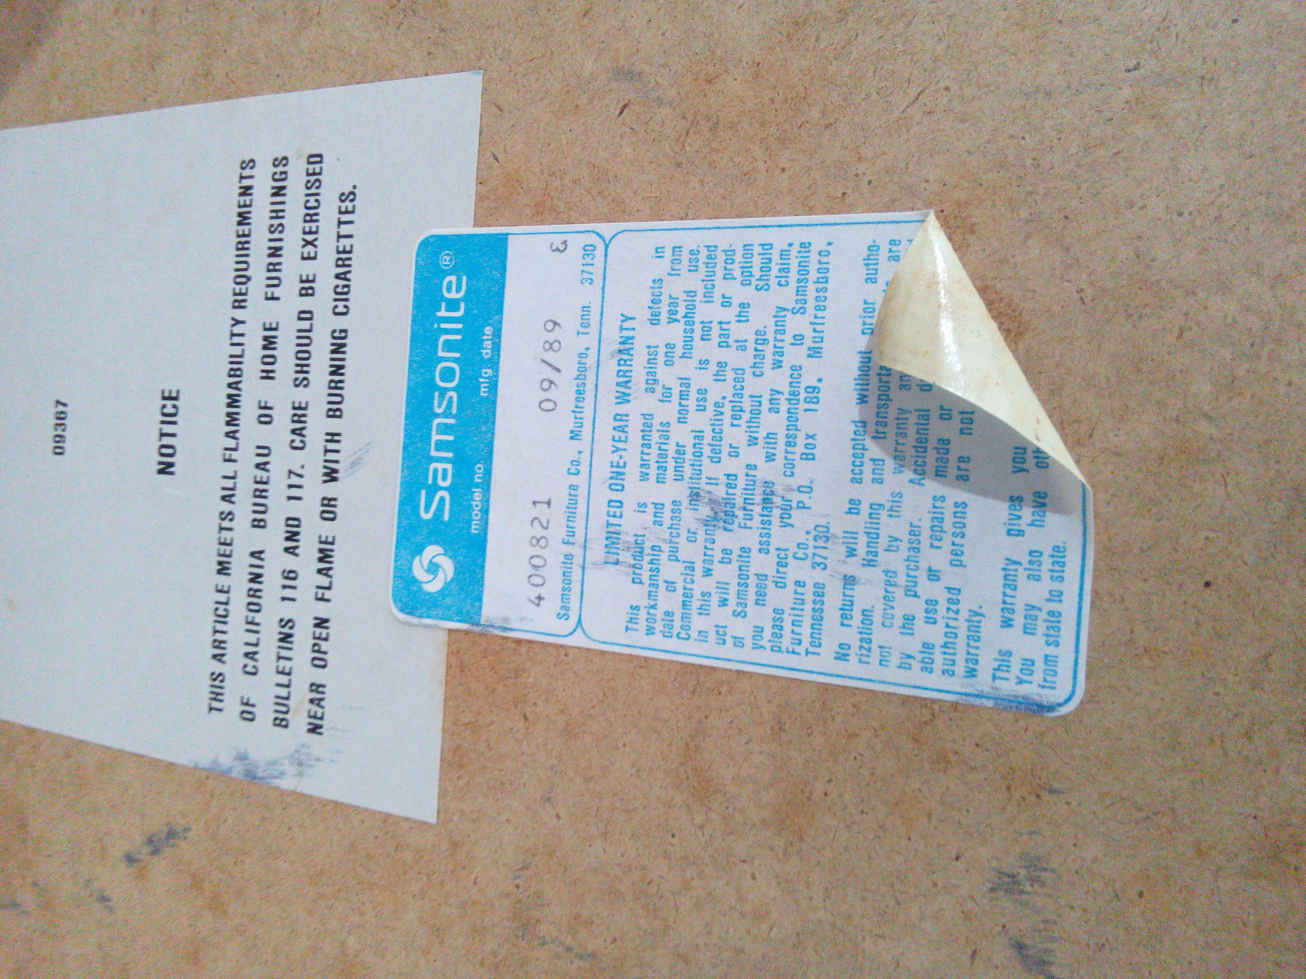 09367
NOTICE
THIS ARTICLE MEETS ALL FLAMMABILITY REQUIREMENTS
OF CALIFORNIA BUREAU OF HOME FURNISHINGS
BULLETINS 116 AND 117. CARE SHOULD BE EXERCISED
NEAR OPEN FLAME OR WITH BURNING CIGARETTES.
Samsonite®
model no. mfg. date
400821 09/89 &
Samsonite Furniture Co., Murfreesboro, Tenn. 37130
LIMITED ONE-YEAR WARRANTY
This product is warranted against defects in
workmanship and materials for one year from
date of purchase under normal household use.
Commercial or institutional use is not included
in this warranty. If defective, the part or prod-
uct will be repaired or replaced at the option
of Samsonite Furniture without charge. Should
you need assistance with any warranty claim,
please direct your correspondence to Samsonite
Furniture Co., P.O. Box 189, Murfreesboro,
Tennessee 37130.
No returns will be accepted without prior autho-
rization. Handling and are
not covered by this warranty
by the purchaser. Accidental
able use or repairs made or
authorized persons are not
warranty.
This warranty gives you
You may also have
from state to state.